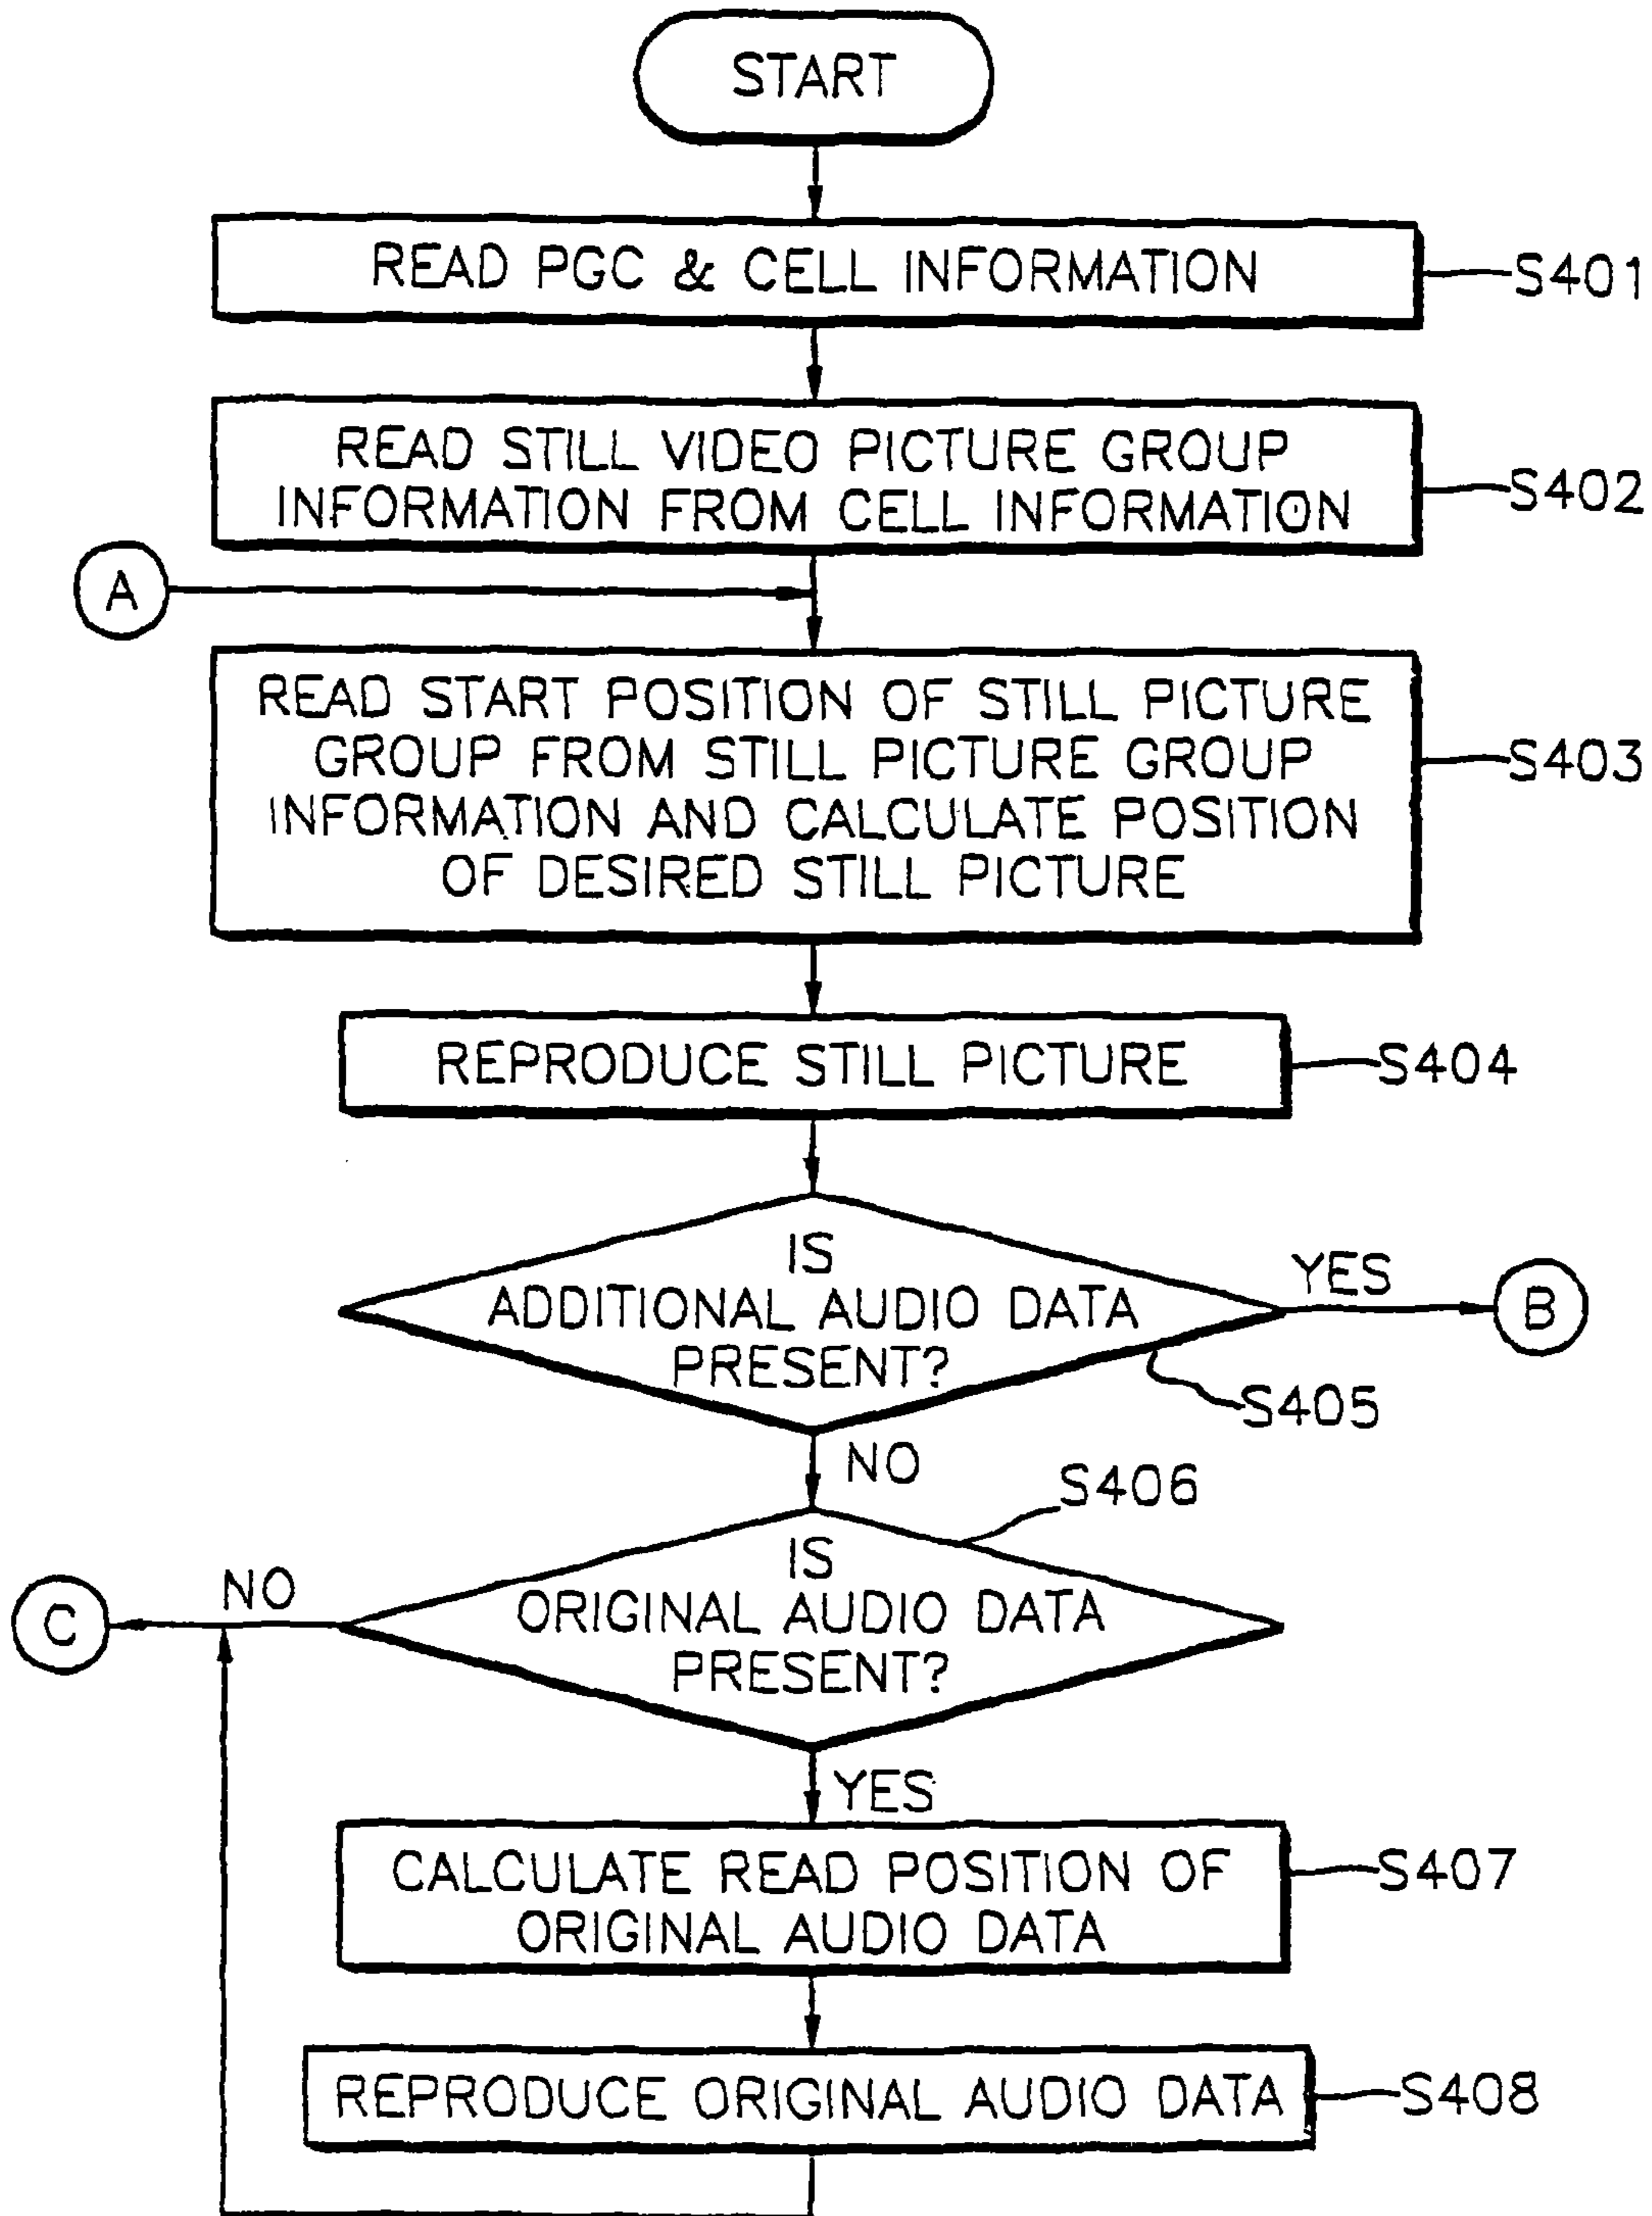 START
READ PGC & CELL INFORMATION
S401
READ STILL VIDEO PICTURE GROUP
INFORMATION FROM CELL INFORMATION
S402
A
READ START POSITION OF STILL PICTURE
GROUP FROM STILL PICTURE GROUP
INFORMATION AND CALCULATE POSITION
OF DESIRED STILL PICTURE
S403
REPRODUCE STILL PICTURE
S404
IS
ADDITIONAL AUDIO DATA
PRESENT?
YES
B
S405
NO
S406
IS
ORIGINAL AUDIO DATA
PRESENT?
NO
C
YES
CALCULATE READ POSITION OF
ORIGINAL AUDIO DATA
S407
REPRODUCE ORIGINAL AUDIO DATA
S408